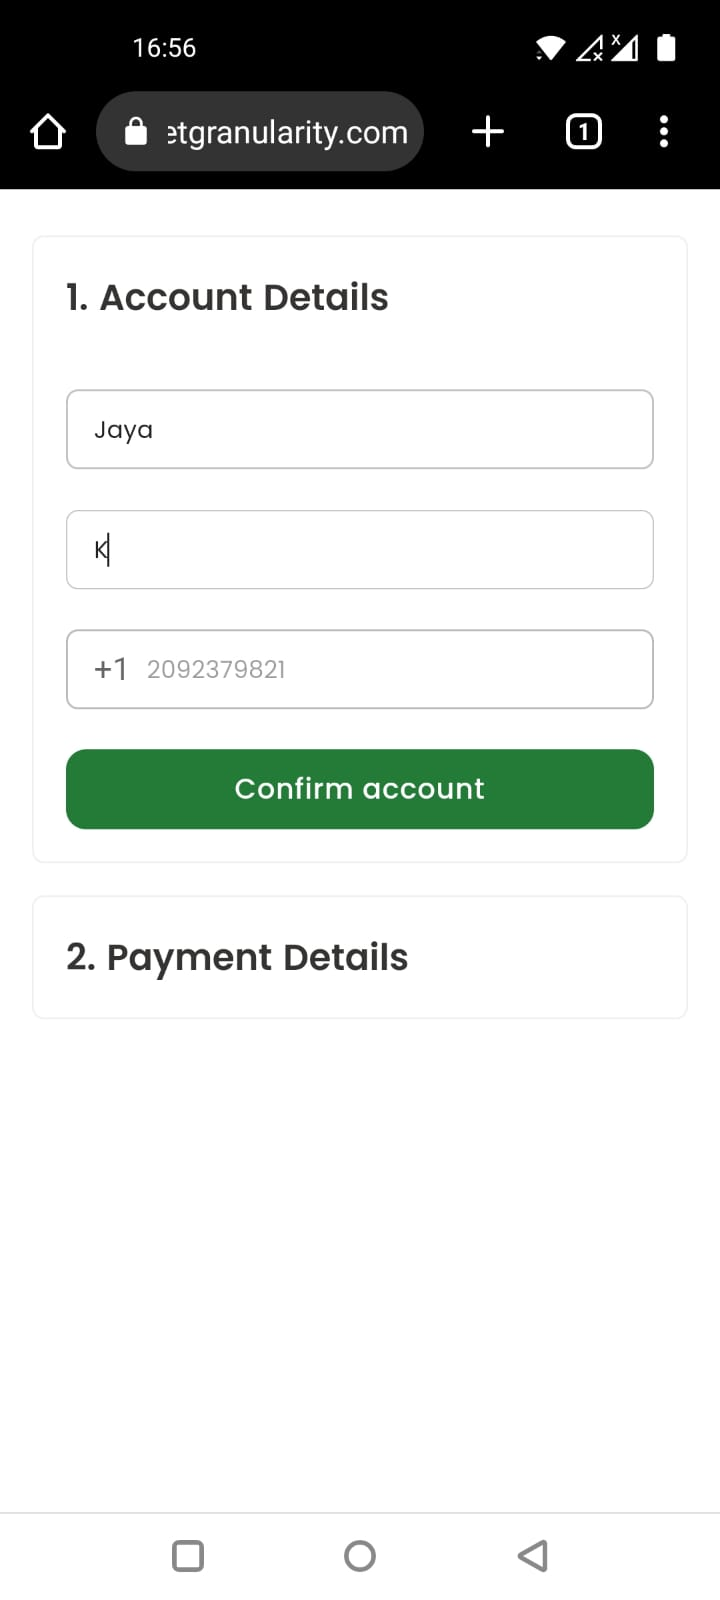 16:56
etgranularity.com
1
1. Account Details
Jaya
K
+1 2092379821
Confirm account
2. Payment Details